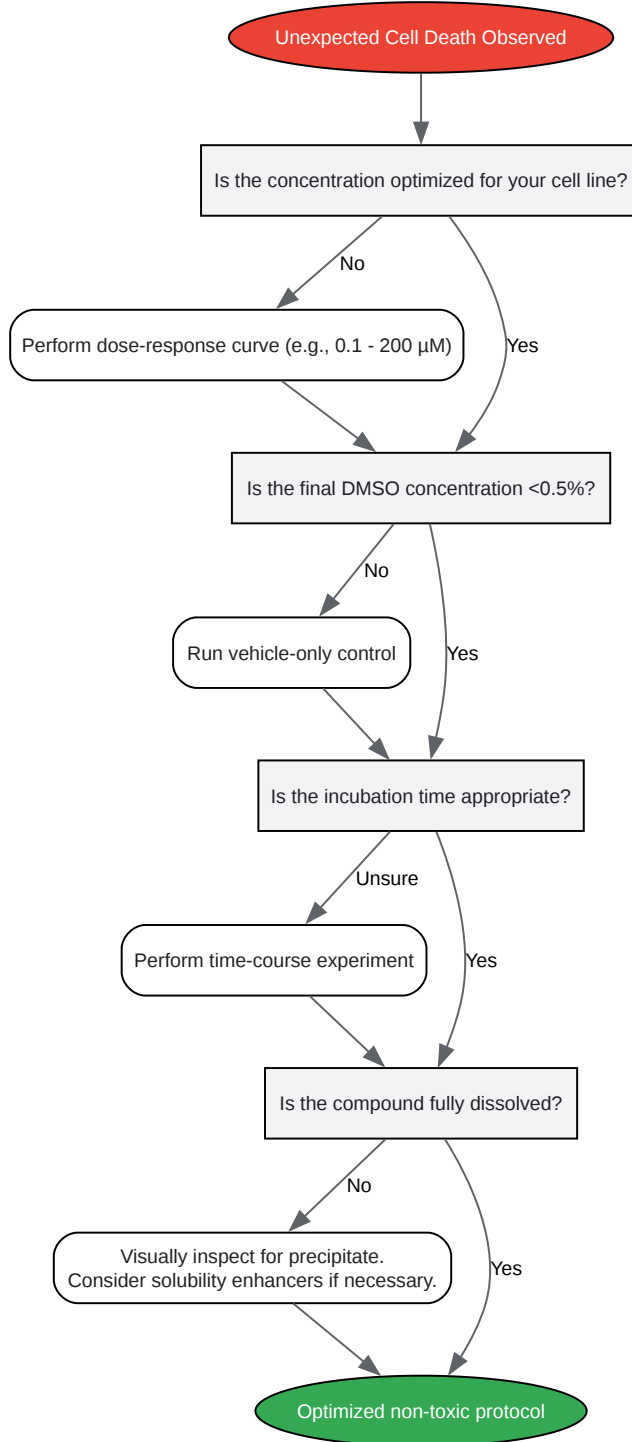 Unexpected Cell Death Observed
Is the concentration optimized for your cell line?
No
Perform dose-response curve (e.g., 0.1 - 200 µM)
Yes
Is the final DMSO concentration <0.5%?
No
Run vehicle-only control
Yes
Is the incubation time appropriate?
Unsure
Perform time-course experiment
Yes
Is the compound fully dissolved?
No
Visually inspect for precipitate.
Consider solubility enhancers if necessary.
Yes
Optimized non-toxic protocol